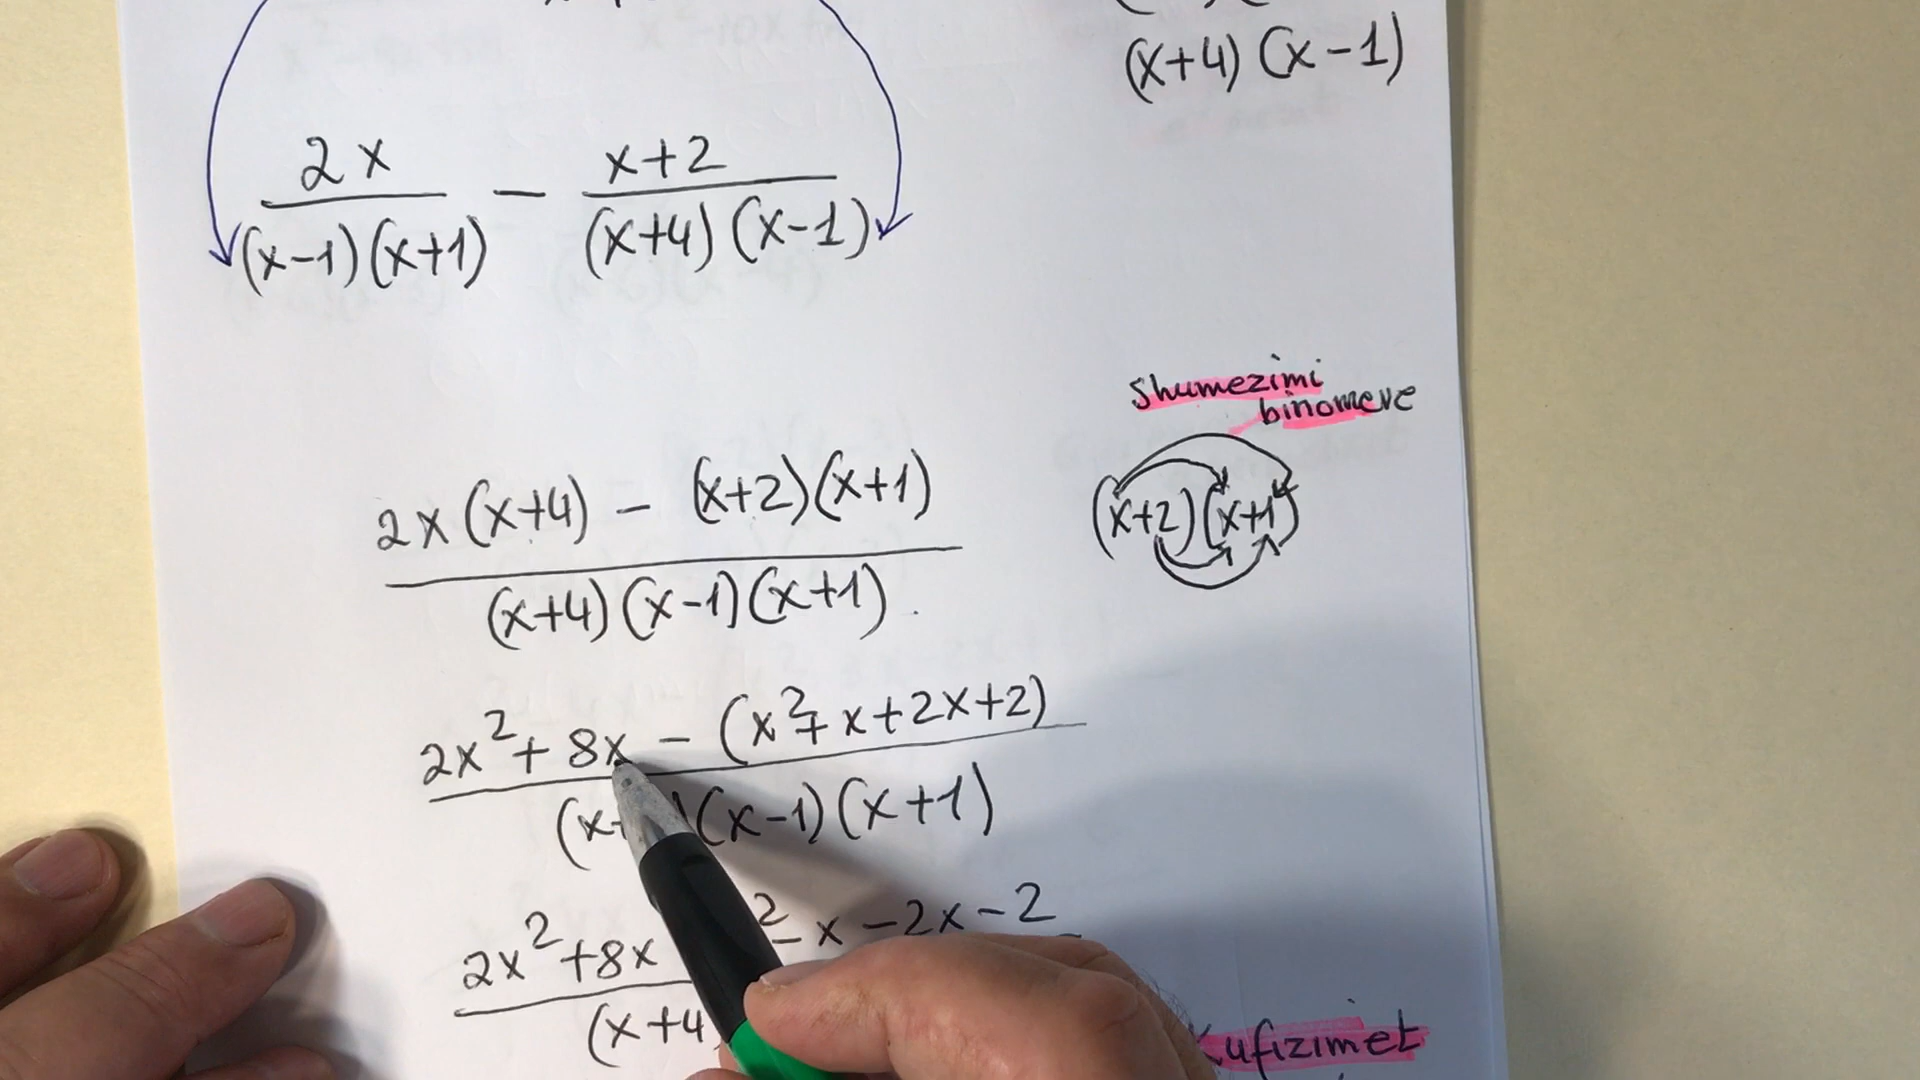 (x+4)(x-1)
2x / (x-1)(x+1) - x+2 / (x+4)(x-1)
Shumezimi
binomeve
2x(x+4) - (x+2)(x+1)
(x+2)(x+1)
(x+4)(x-1)(x+1)
2x²+8x - (x²+x+2x+2)
(x-1)(x+1)
2x²+8x ²-x-2x-2
(x+4
Kufizimet